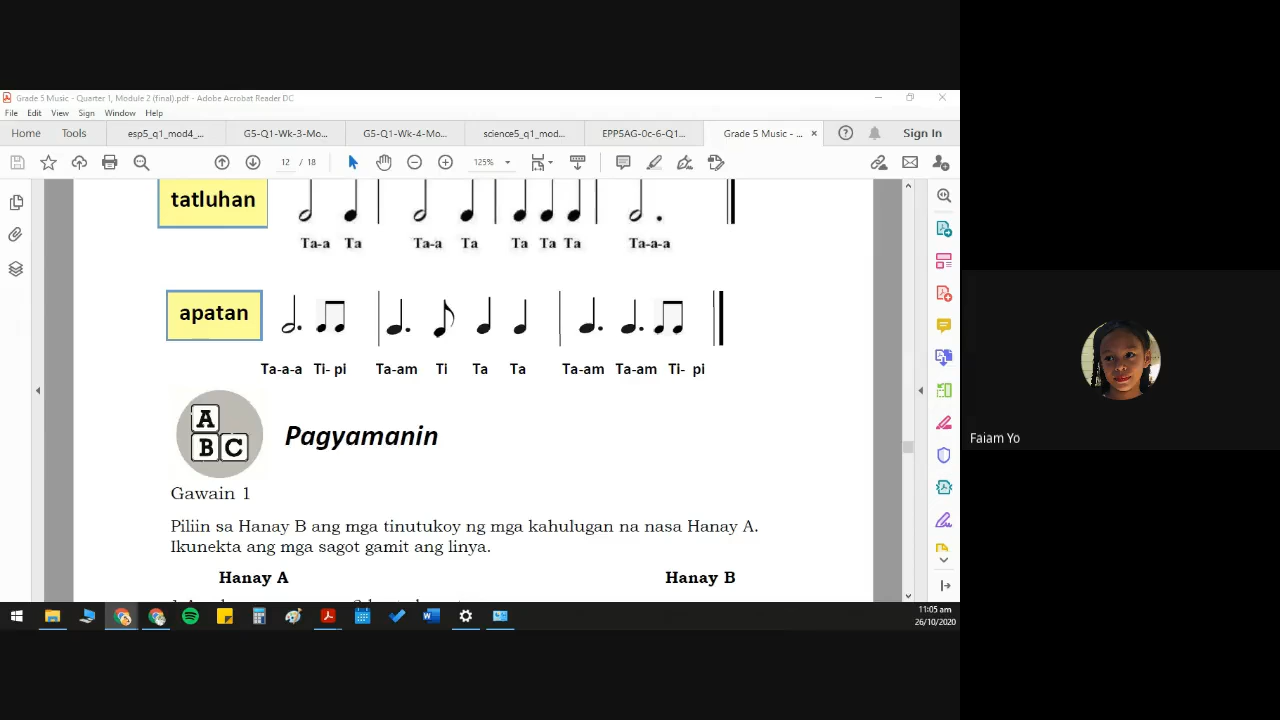 Grade 5 Music - Quarter 1, Module 2 (final).pdf - Adobe Acrobat Reader DC
File Edit View Sign Window Help
Home Tools esp5_q1_mod4_... G5-Q1-Wk-3-Mo... G5-Q1-Wk-4-Mo... science5_q1_mod... EPP5AG-0c-6-Q1... Grade 5 Music - ... Sign In
12 / 18 125%
tatluhan
Ta-a Ta Ta-a Ta Ta Ta Ta Ta-a-a
apatan
Ta-a-a Ti- pi Ta-am Ti Ta Ta Ta-am Ta-am Ti- pi
A
B C
Pagyamanin
Gawain 1
Piliin sa Hanay B ang mga tinutukoy ng mga kahulugan na nasa Hanay A.
Ikunekta ang mga sagot gamit ang linya.
Hanay A Hanay B
Faiam Yo
11:05 am
26/10/2020